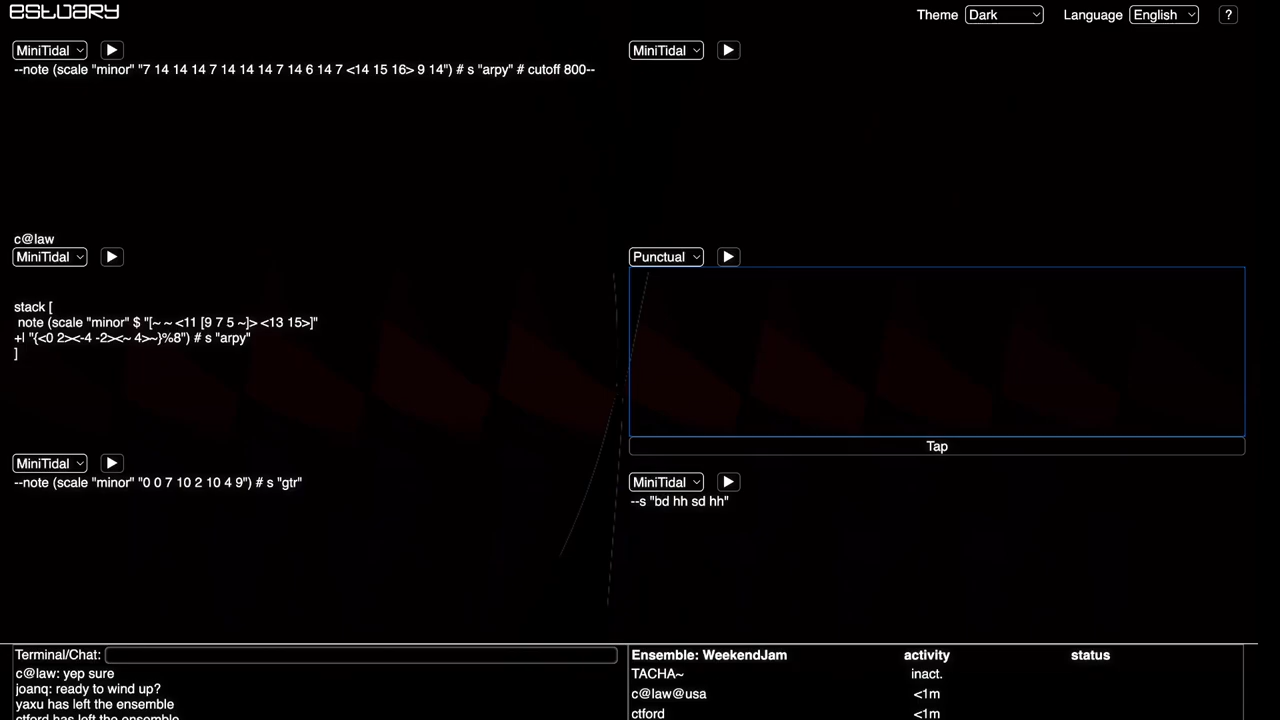 estuary
Theme Dark Language English ?
MiniTidal
--note (scale "minor" "7 14 14 14 7 14 14 14 7 14 6 14 7 <14 15 16> 9 14") # s "arpy" # cutoff 800--
MiniTidal
c@law
MiniTidal
stack [
note (scale "minor" $ "[~ ~ <11 [9 7 5 ~]> <13 15>]"
+| "{<0 2><-4 -2><~ 4>~}%8") # s "arpy"
]
Punctual
Tap
MiniTidal
--note (scale "minor" "0 0 7 10 2 10 4 9") # s "gtr"
MiniTidal
--s "bd hh sd hh"
Terminal/Chat:
c@law: yep sure
joanq: ready to wind up?
yaxu has left the ensemble
ctford has left the ensemble
Ensemble: WeekendJam activity status
TACHA~ inact.
c@law@usa <1m
ctford <1m